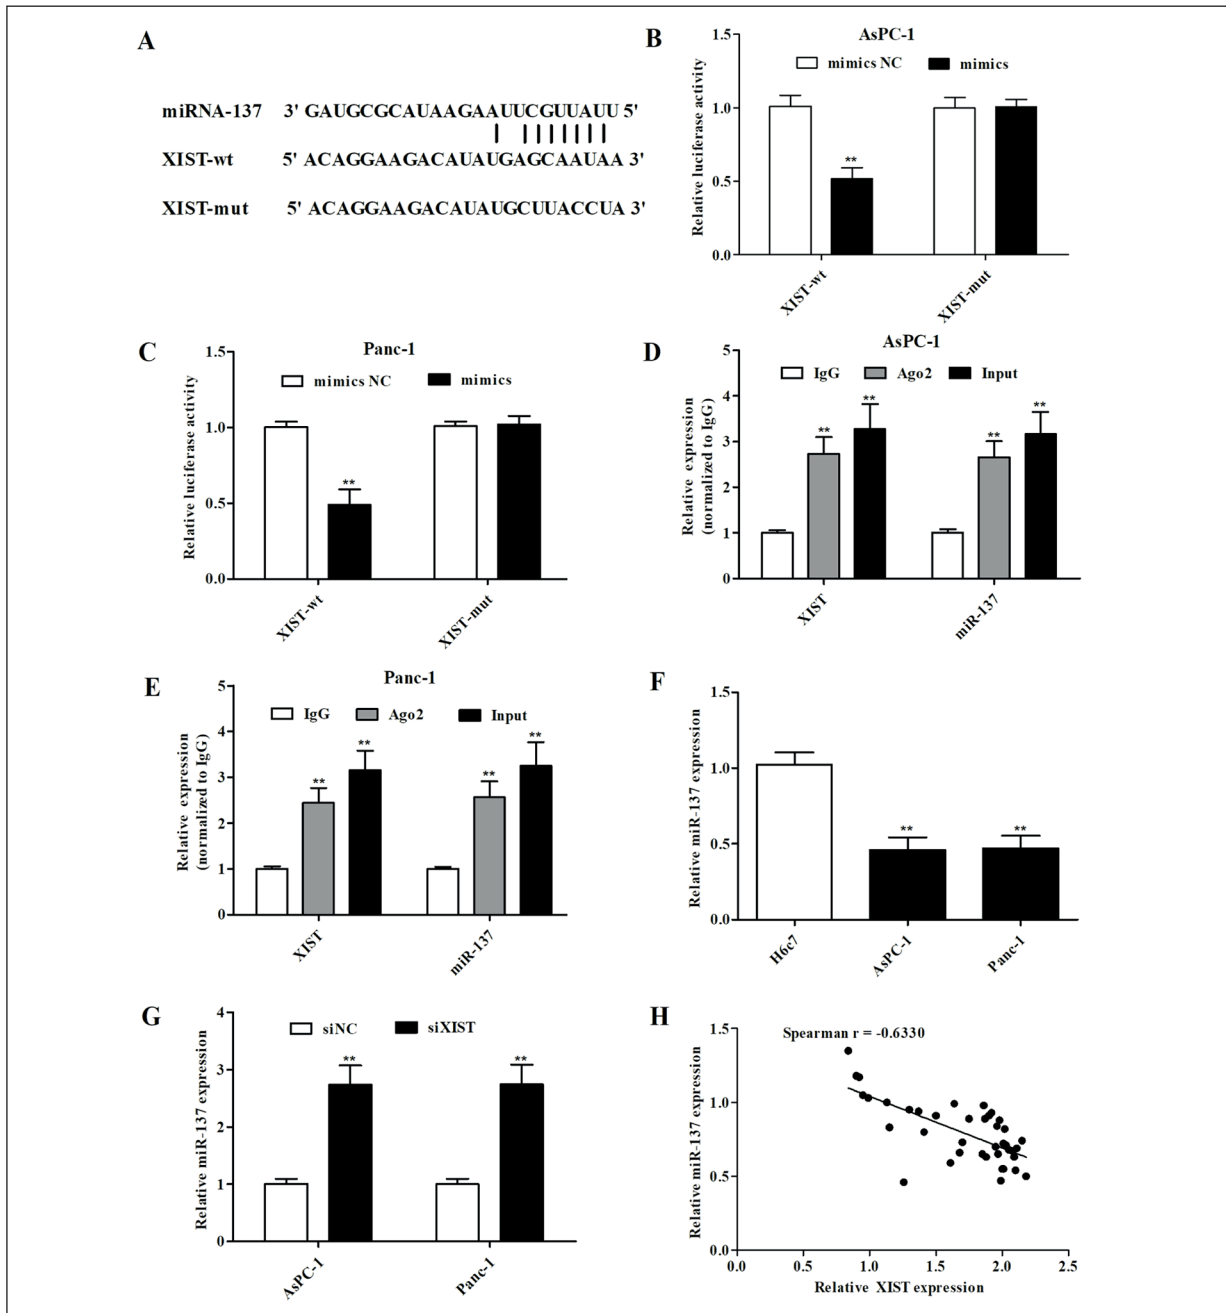 A
miRNA-137 3' GAUGCGCAUAAGAAUUCGUUAUU 5'
XIST-wt 5' ACAGGAAGACAUAUGAGCAAUAA 3'
XIST-mut 5' ACAGGAAGACAUAUGCUUACCUA 3'
B
AsPC-1
mimics NC mimics
Relative luciferase activity
1.5
1.0
0.5
0.0
**
XIST-wt XIST-mut
C
Panc-1
mimics NC mimics
Relative luciferase activity
1.5
1.0
0.5
0.0
**
XIST-wt XIST-mut
D
AsPC-1
IgG Ago2 Input
Relative expression
(normalized to IgG)
5
4
3
2
1
0
** ** ** **
XIST miR-137
E
Panc-1
IgG Ago2 Input
Relative expression
(normalized to IgG)
5
4
3
2
1
0
** ** ** **
XIST miR-137
F
Relative miR-137 expression
1.5
1.0
0.5
0.0
** **
H6c7 AsPC-1 Panc-1
G
siNC siXIST
Relative miR-137 expression
4
3
2
1
0
** **
AsPC-1 Panc-1
H
Spearman r = -0.6330
Relative miR-137 expression
1.5
1.0
0.5
0.0
0.0 0.5 1.0 1.5 2.0 2.5
Relative XIST expression